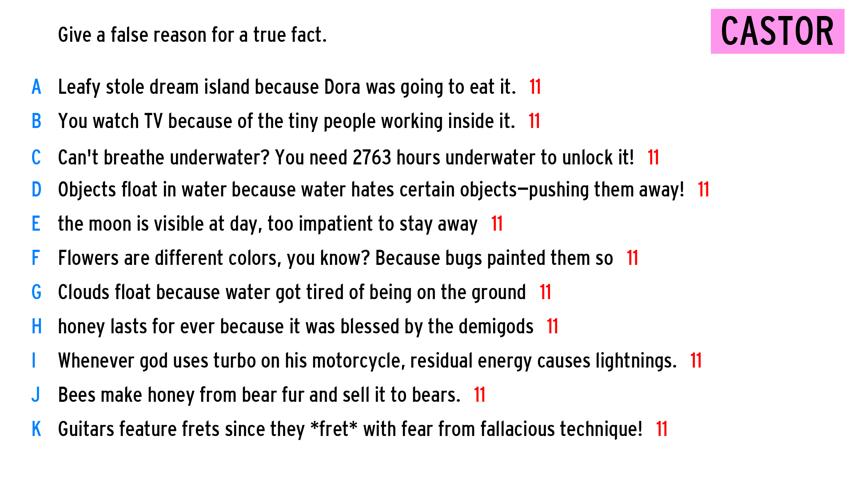 Give a false reason for a true fact.
CASTOR
A Leafy stole dream island because Dora was going to eat it. 11
B You watch TV because of the tiny people working inside it. 11
C Can't breathe underwater? You need 2763 hours underwater to unlock it! 11
D Objects float in water because water hates certain objects—pushing them away! 11
E the moon is visible at day, too impatient to stay away 11
F Flowers are different colors, you know? Because bugs painted them so 11
G Clouds float because water got tired of being on the ground 11
H honey lasts for ever because it was blessed by the demigods 11
I Whenever god uses turbo on his motorcycle, residual energy causes lightnings. 11
J Bees make honey from bear fur and sell it to bears. 11
K Guitars feature frets since they *fret* with fear from fallacious technique! 11